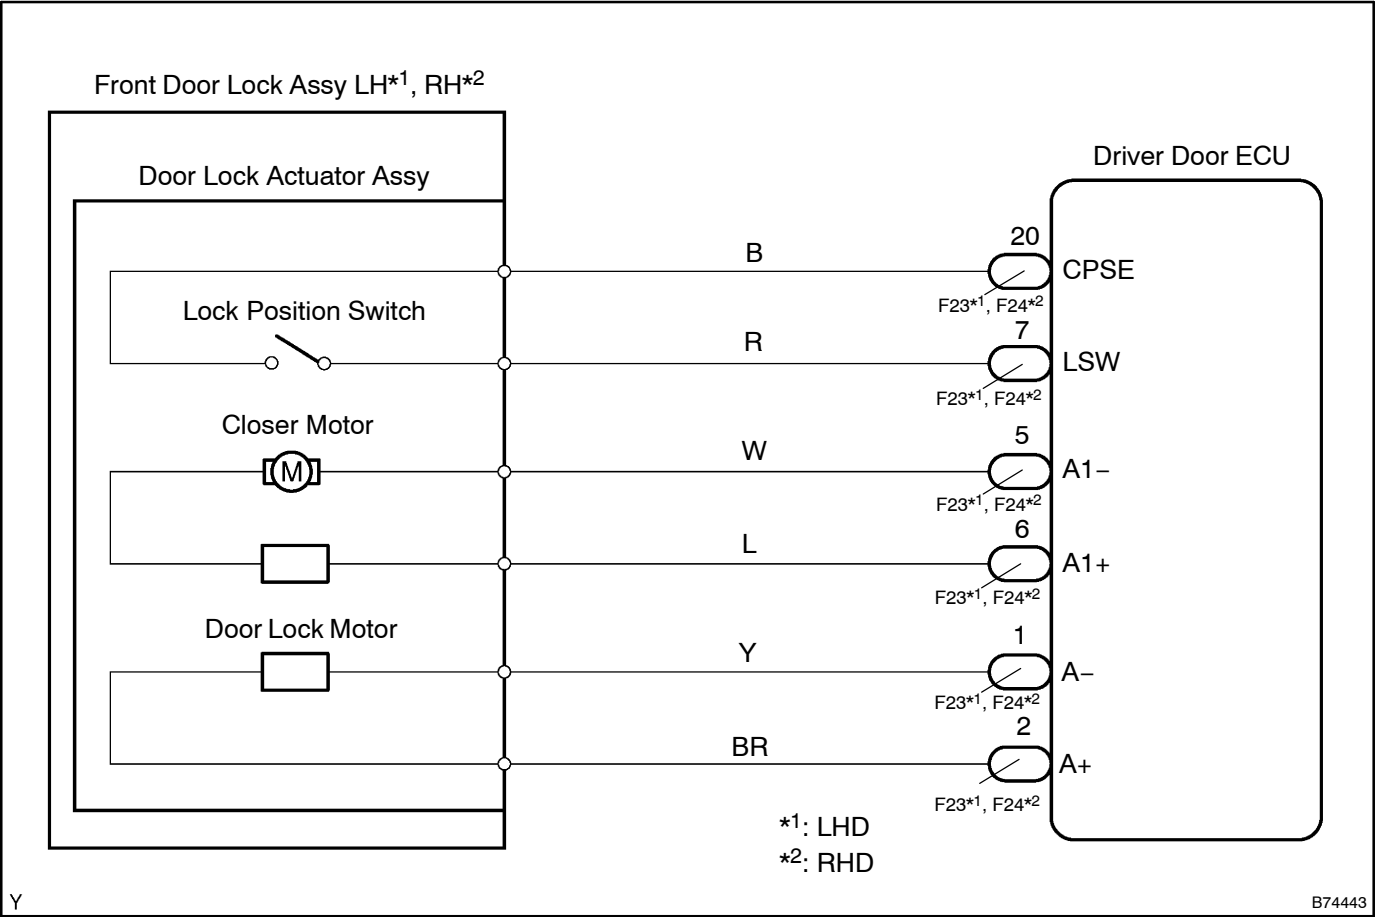 Front Door Lock Assy LH*1, RH*2
Door Lock Actuator Assy
Driver Door ECU
B
20
CPSE
F23*1, F24*2
Lock Position Switch
R
7
LSW
F23*1, F24*2
Closer Motor
M
W
5
A1−
F23*1, F24*2
L
6
A1+
F23*1, F24*2
Door Lock Motor
Y
1
A−
F23*1, F24*2
BR
2
A+
F23*1, F24*2
*1: LHD
*2: RHD
Y
B74443